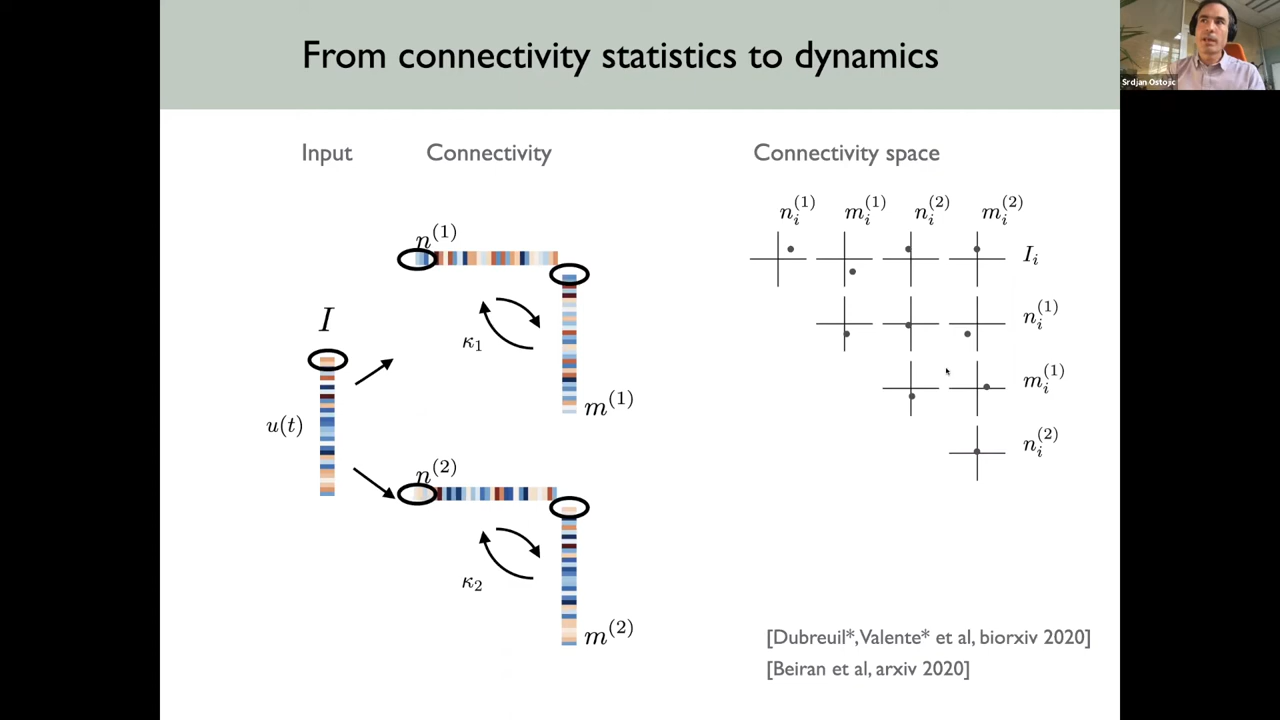 From connectivity statistics to dynamics
Srdjan Ostojic
Input
Connectivity
Connectivity space
n_i^{(1)} m_i^{(1)} n_i^{(2)} m_i^{(2)}
I_i
n_i^{(1)}
m_i^{(1)}
n_i^{(2)}
n^{(1)}
I
κ_1
u(t)
m^{(1)}
n^{(2)}
κ_2
m^{(2)}
[Dubreuil*, Valente* et al, biorxiv 2020]
[Beiran et al, arxiv 2020]